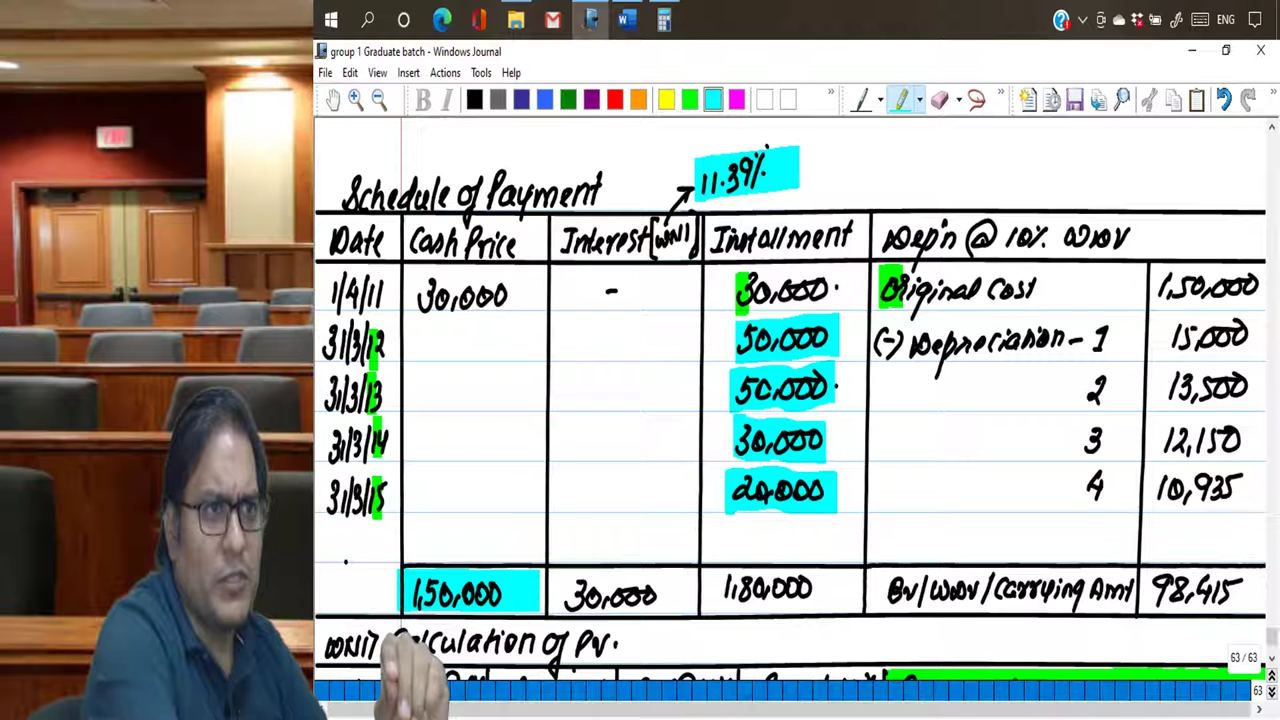 ENG
group 1 Graduate batch - Windows Journal
File Edit View Insert Actions Tools Help
11.39%
Schedule of Payment
Date Cash Price Interest [WN1] Installment Dep'n @ 10% WDV
1/4/11 30,000 - 30,000 Original Cost 1,50,000
31/3/12 50,000 (-) Depreciation - 1 15,000
31/3/13 50,000 2 13,500
31/3/14 30,000 3 12,150
31/3/15 20,000 4 10,935
1,50,000 30,000 1,80,000 BV/WDV/Carrying Amt 98,415
Calculation of PV.
63 / 63
63